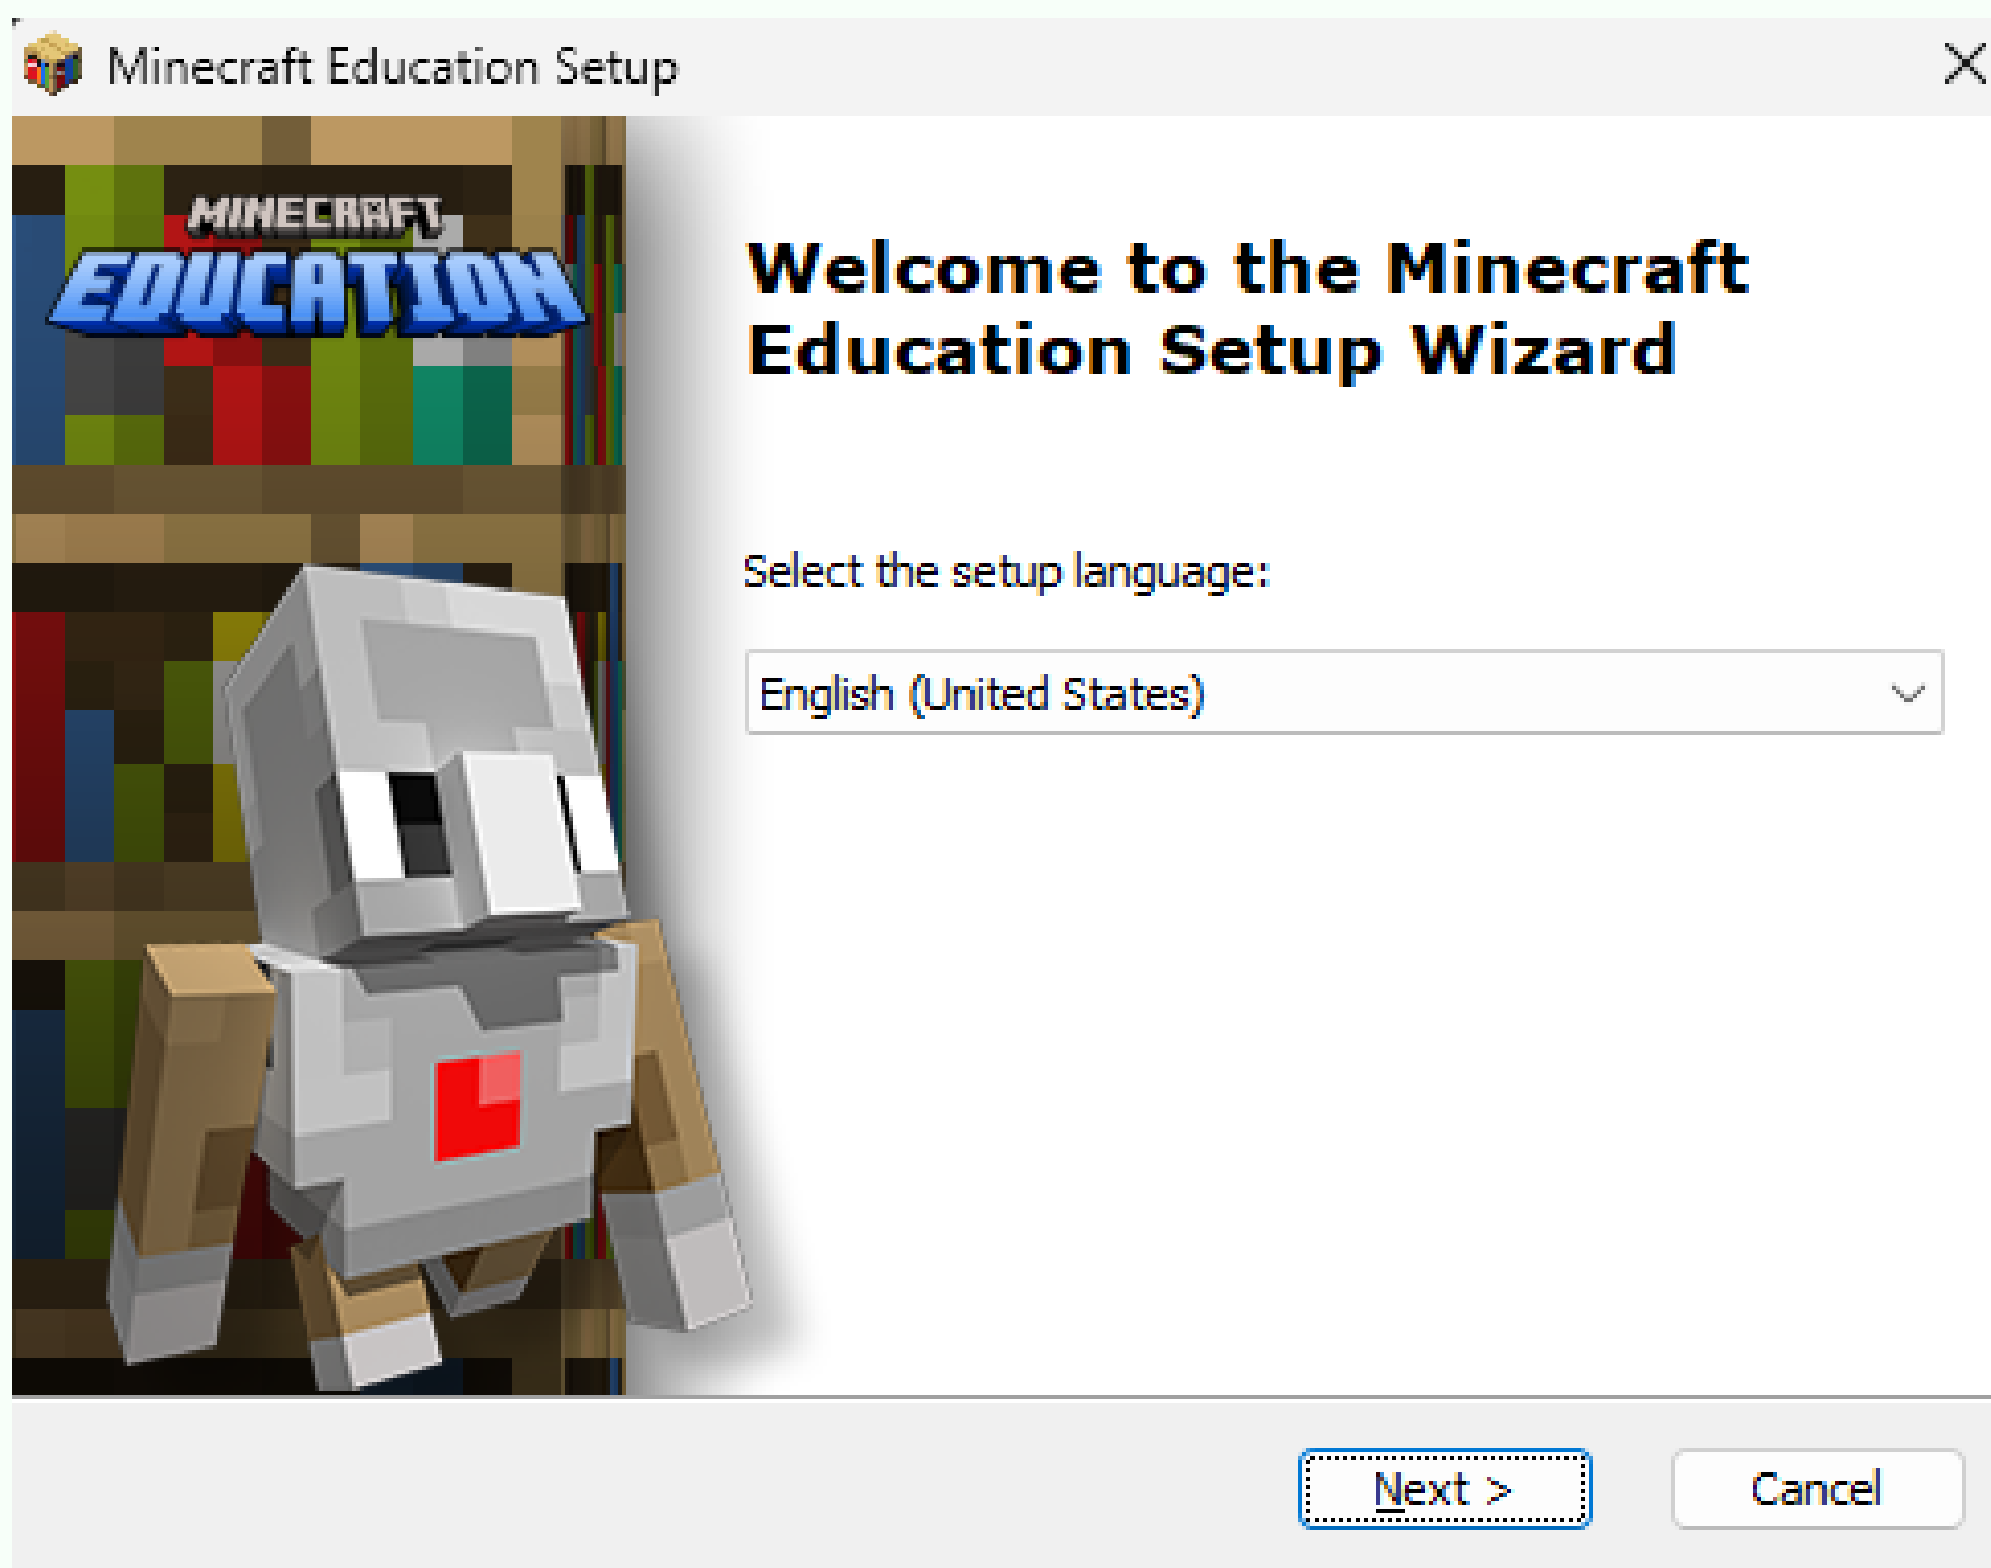 Minecraft Education Setup
MINECRAFT
EDUCATION
Welcome to the Minecraft
Education Setup Wizard
Select the setup language:
English (United States)
Next >
Cancel